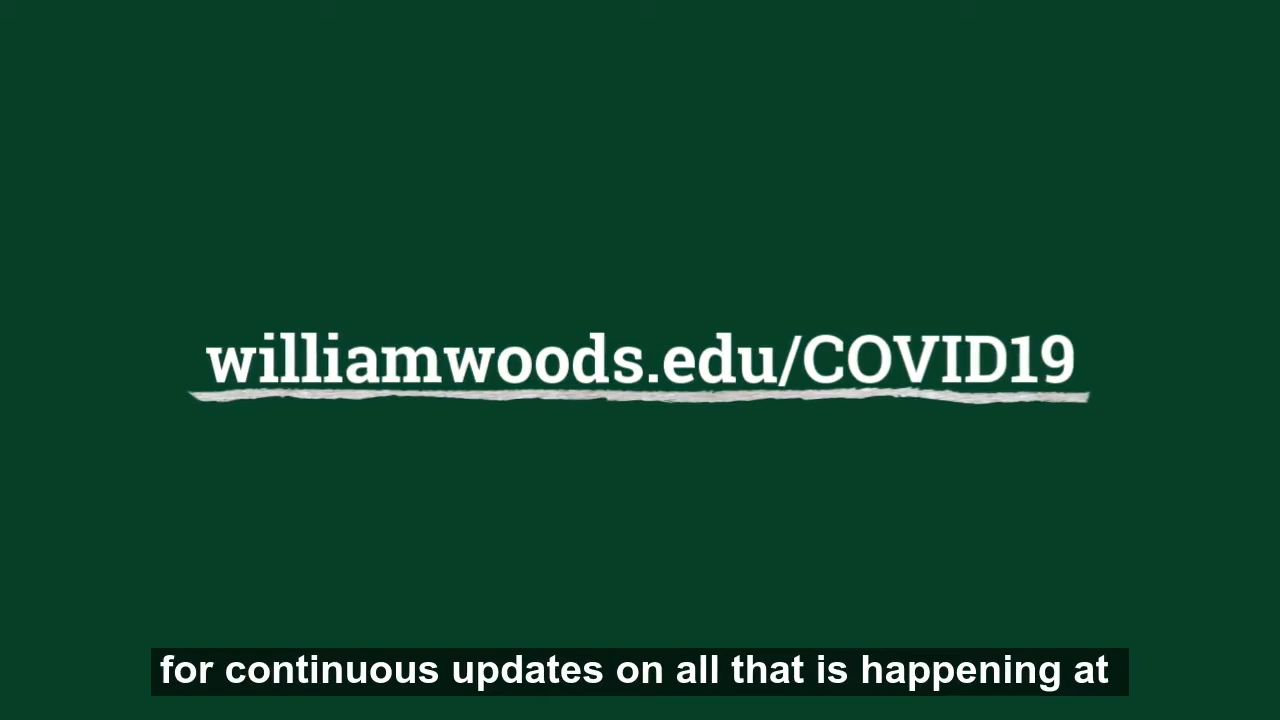 williamwoods.edu/COVID19
for continuous updates on all that is happening at